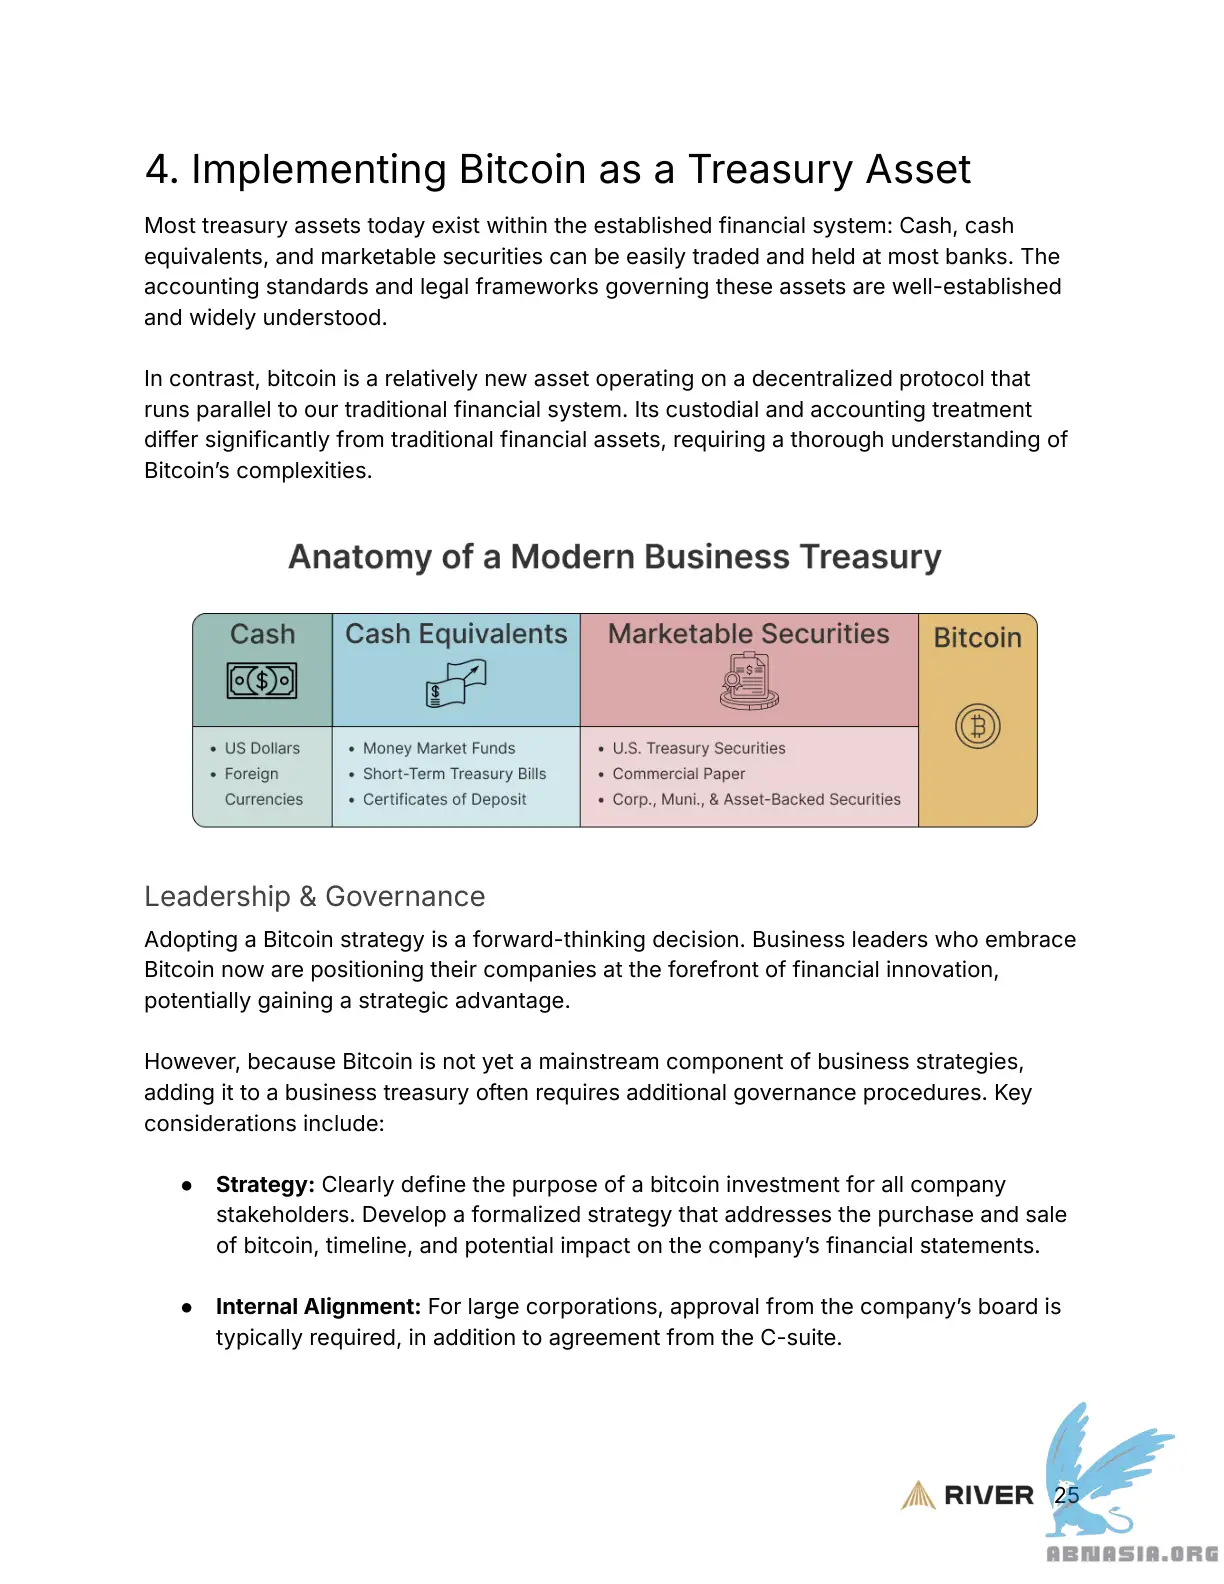 4. Implementing Bitcoin as a Treasury Asset
Most treasury assets today exist within the established financial system: Cash, cash
equivalents, and marketable securities can be easily traded and held at most banks. The
accounting standards and legal frameworks governing these assets are well-established
and widely understood.
In contrast, bitcoin is a relatively new asset operating on a decentralized protocol that
runs parallel to our traditional financial system. Its custodial and accounting treatment
differ significantly from traditional financial assets, requiring a thorough understanding of
Bitcoin’s complexities.
Anatomy of a Modern Business Treasury
Cash
• US Dollars
• Foreign
Currencies
Cash Equivalents
• Money Market Funds
• Short-Term Treasury Bills
• Certificates of Deposit
Marketable Securities
• U.S. Treasury Securities
• Commercial Paper
• Corp., Muni., & Asset-Backed Securities
Bitcoin
Leadership & Governance
Adopting a Bitcoin strategy is a forward-thinking decision. Business leaders who embrace
Bitcoin now are positioning their companies at the forefront of financial innovation,
potentially gaining a strategic advantage.
However, because Bitcoin is not yet a mainstream component of business strategies,
adding it to a business treasury often requires additional governance procedures. Key
considerations include:
● Strategy: Clearly define the purpose of a bitcoin investment for all company
stakeholders. Develop a formalized strategy that addresses the purchase and sale
of bitcoin, timeline, and potential impact on the company’s financial statements.
● Internal Alignment: For large corporations, approval from the company’s board is
typically required, in addition to agreement from the C-suite.
RIVER 25
ABNASIA.ORG